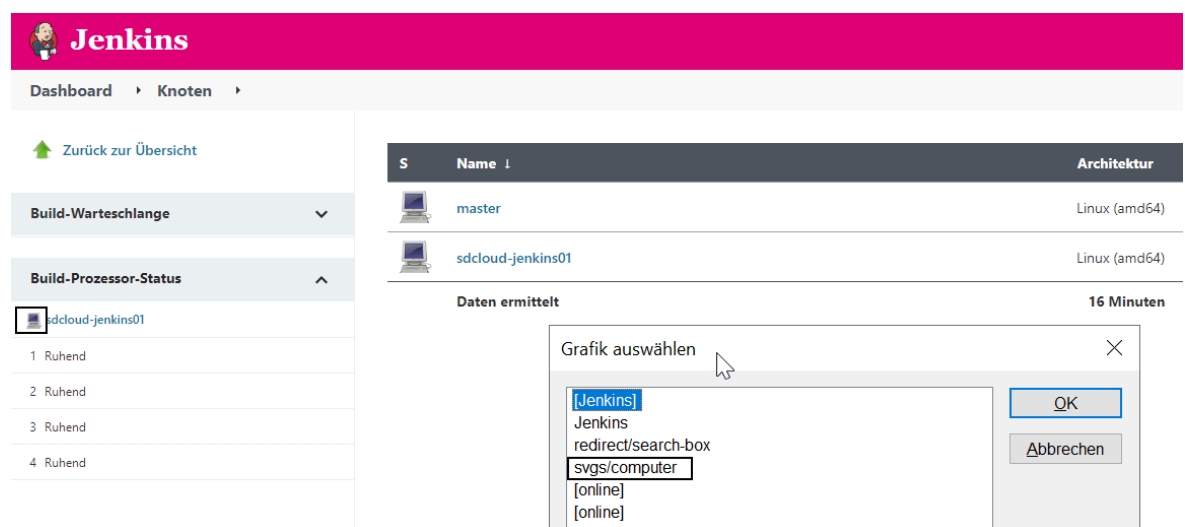 Jenkins
Dashboard Knoten
Zurück zur Übersicht
Build-Warteschlange
Build-Prozessor-Status
sdcloud-jenkins01
1 Ruhend
2 Ruhend
3 Ruhend
4 Ruhend
S Name ↓ Architektur
master Linux (amd64)
sdcloud-jenkins01 Linux (amd64)
Daten ermittelt 16 Minuten
Grafik auswählen
[Jenkins]
Jenkins
redirect/search-box
svgs/computer
[online]
[online]
OK
Abbrechen